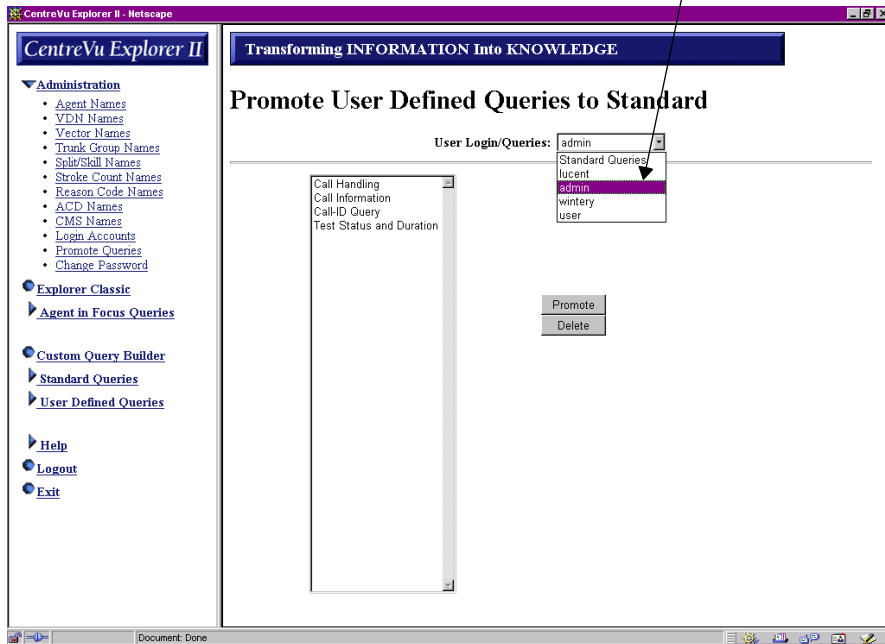 CentreVu Explorer II - Netscape
CentreVu Explorer II
Transforming INFORMATION Into KNOWLEDGE
Administration
Agent Names
VDN Names
Vector Names
Trunk Group Names
Split/Skill Names
Stroke Count Names
Reason Code Names
ACD Names
CMS Names
Login Accounts
Promote Queries
Change Password
Explorer Classic
Agent in Focus Queries
Custom Query Builder
Standard Queries
User Defined Queries
Help
Logout
Exit
Promote User Defined Queries to Standard
User Login/Queries: admin
Standard Queries
lucent
admin
wintery
user
Call Handling
Call Information
Call-ID Query
Test Status and Duration
Promote
Delete
Document: Done